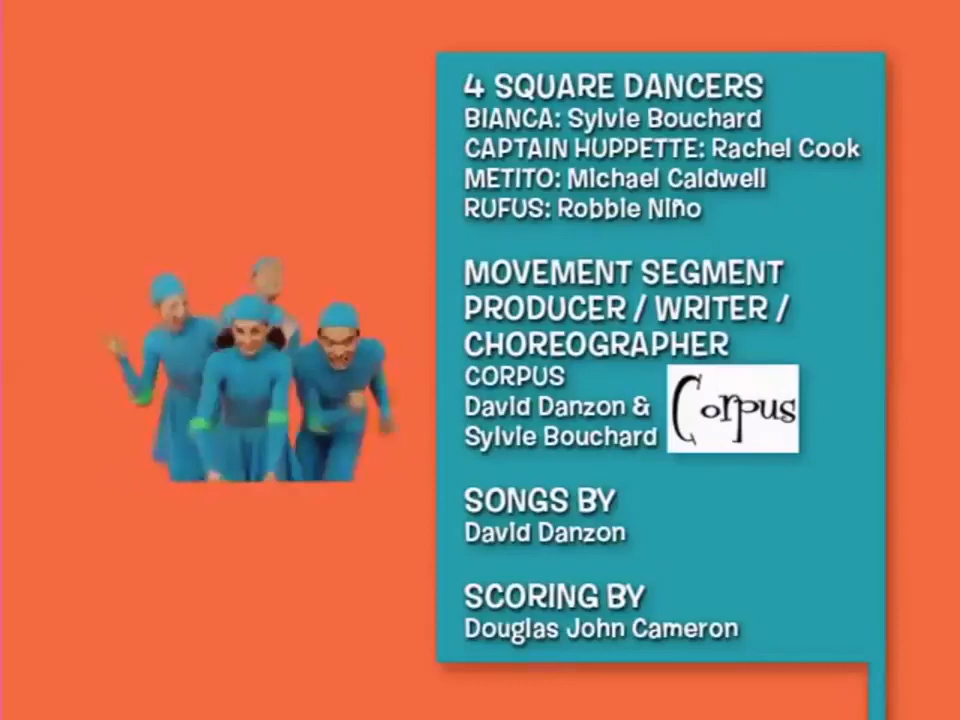 4 SQUARE DANCERS
BIANCA: Sylvie Bouchard
CAPTAIN HUPPETTE: Rachel Cook
METITO: Michael Caldwell
RUFUS: Robbie Niño
MOVEMENT SEGMENT
PRODUCER / WRITER /
CHOREOGRAPHER
CORPUS
David Danzon &
Sylvie Bouchard
Corpus
SONGS BY
David Danzon
SCORING BY
Douglas John Cameron